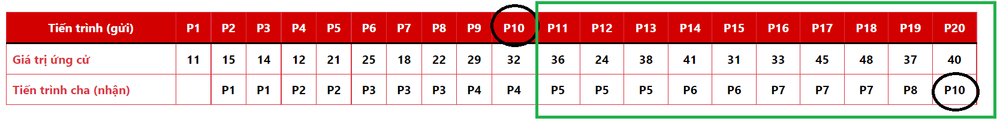 Tiến trình (gửi) P1 P2 P3 P4 P5 P6 P7 P8 P9 P10 P11 P12 P13 P14 P15 P16 P17 P18 P19 P20
Giá trị ứng cử 11 15 14 12 21 25 18 22 29 32 36 24 38 41 31 33 45 48 37 40
Tiến trình cha (nhận) P1 P1 P2 P2 P3 P3 P3 P4 P4 P5 P5 P5 P6 P6 P7 P7 P7 P8 P10